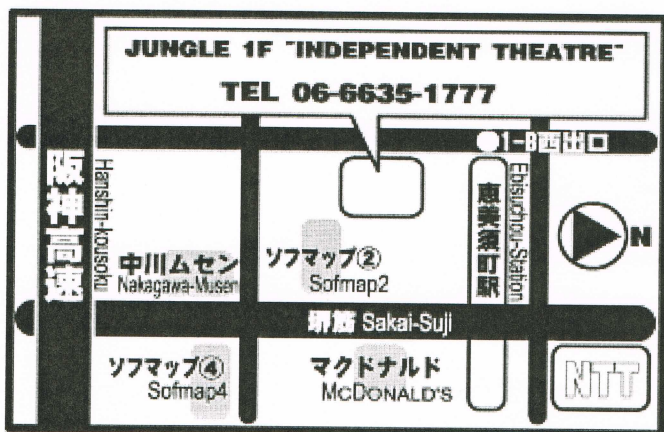 JUNGLE 1F "INDEPENDENT THEATRE"
TEL 06-6635-1777
1-B西出口
阪神高速
Hanshin-kousoku
恵美須町駅
Ebisuchou-Station
N
中川ムセン
Nakagawa-Musen
ソフマップ②
Sofmap2
堺筋 Sakai-Suji
ソフマップ④
Sofmap4
マクドナルド
McDONALD'S
NTT